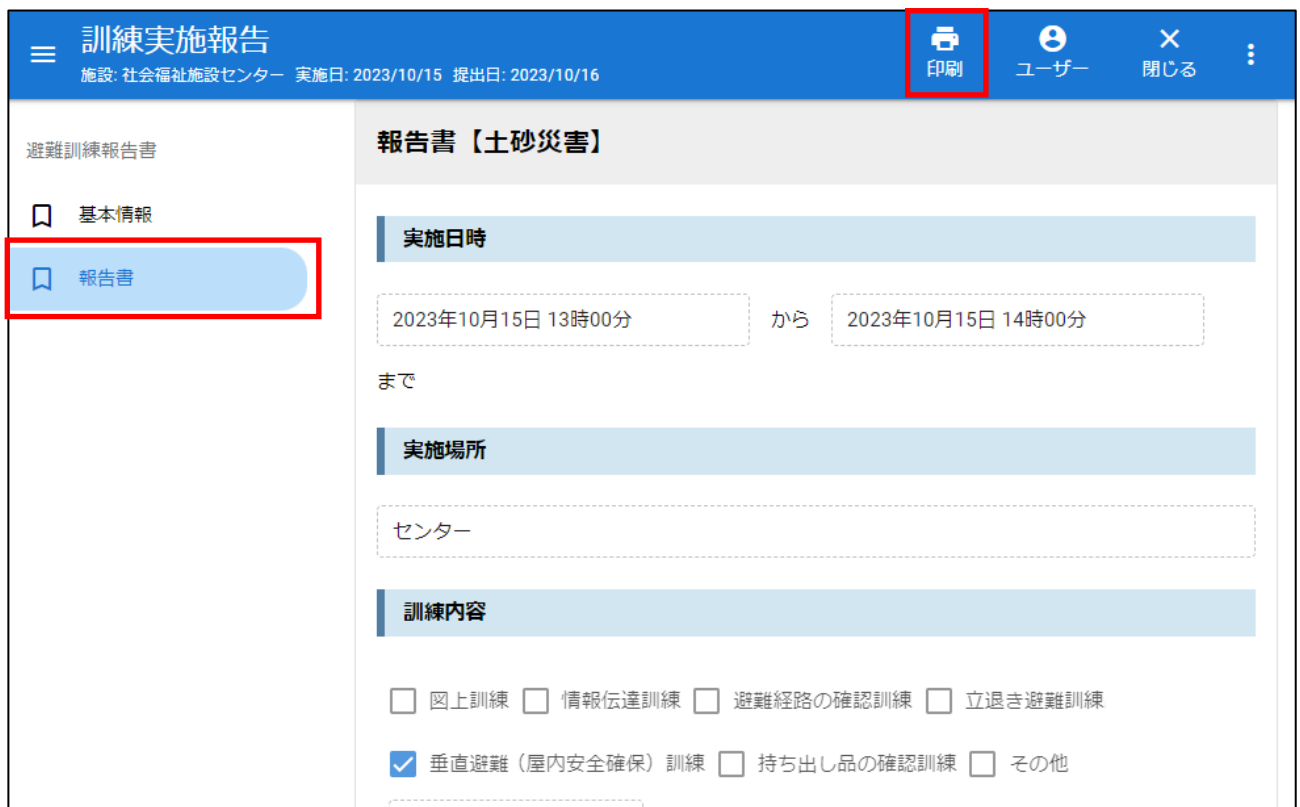 訓練実施報告
施設: 社会福祉施設センター 実施日: 2023/10/15 提出日: 2023/10/16
印刷
ユーザー
閉じる
避難訓練報告書
基本情報
報告書
報告書【土砂災害】
実施日時
2023年10月15日 13時00分 から 2023年10月15日 14時00分
まで
実施場所
センター
訓練内容
図上訓練 情報伝達訓練 避難経路の確認訓練 立退き避難訓練
垂直避難（屋内安全確保）訓練 持ち出し品の確認訓練 その他